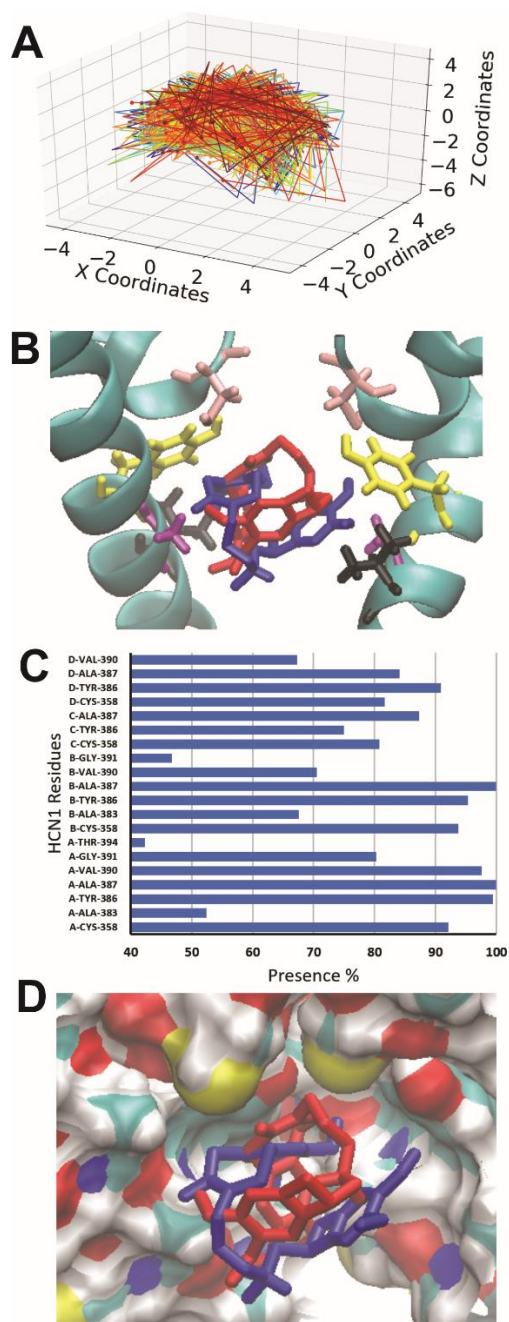 A
4
2
0
−2
−4
−6
Z Coordinates
−4
−2
0
2
4
X Coordinates
−4
−2
0
2
4
Y Coordinates
B
C
HCN1 Residues
D-VAL-390
D-ALA-387
D-TYR-386
D-CYS-358
C-ALA-387
C-TYR-386
C-CYS-358
B-GLY-391
B-VAL-390
B-ALA-387
B-TYR-386
B-ALA-383
B-CYS-358
A-THR-394
A-GLY-391
A-VAL-390
A-ALA-387
A-TYR-386
A-ALA-383
A-CYS-358
40 50 60 70 80 90 100
Presence %
D